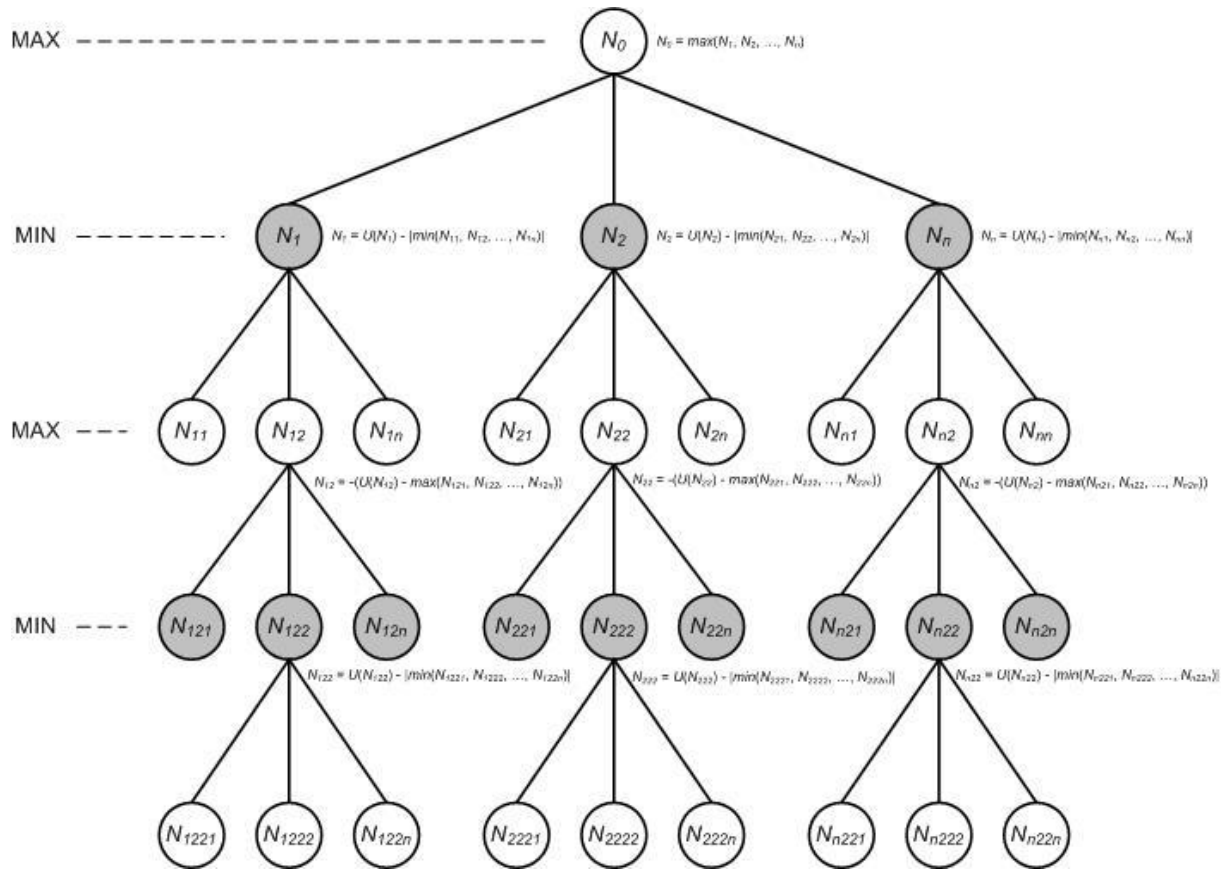 MAX
N₀
N₀ = max(N₁, N₂, ..., Nₙ)
MIN
N₁
N₁ = U(N₁) - |min(N₁₁, N₁₂, ..., N₁ₙ)|
N₂
N₂ = U(N₂) - |min(N₂₁, N₂₂, ..., N₂ₙ)|
Nₙ
Nₙ = U(Nₙ) - |min(Nₙ₁, Nₙ₂, ..., Nₙₙ)|
MAX
N₁₁
N₁₂
N₁ₙ
N₂₁
N₂₂
N₂ₙ
Nₙ₁
Nₙ₂
Nₙₙ
N₁₂ = -(U(N₁₂) - max(N₁₂₁, N₁₂₂, ..., N₁₂ₙ))
N₂₂ = -(U(N₂₂) - max(N₂₂₁, N₂₂₂, ..., N₂₂ₙ))
Nₙ₂ = -(U(Nₙ₂) - max(Nₙ₂₁, Nₙ₂₂, ..., Nₙ₂ₙ))
MIN
N₁₂₁
N₁₂₂
N₁₂ₙ
N₂₂₁
N₂₂₂
N₂₂ₙ
Nₙ₂₁
Nₙ₂₂
Nₙ₂ₙ
N₁₂₂ = U(N₁₂₂) - |min(N₁₂₂₁, N₁₂₂₂, ..., N₁₂₂ₙ)|
N₂₂₂ = U(N₂₂₂) - |min(N₂₂₂₁, N₂₂₂₂, ..., N₂₂₂ₙ)|
Nₙ₂₂ = U(Nₙ₂₂) - |min(Nₙ₂₂₁, Nₙ₂₂₂, ..., Nₙ₂₂ₙ)|
N₁₂₂₁
N₁₂₂₂
N₁₂₂ₙ
N₂₂₂₁
N₂₂₂₂
N₂₂₂ₙ
Nₙ₂₂₁
Nₙ₂₂₂
Nₙ₂₂ₙ